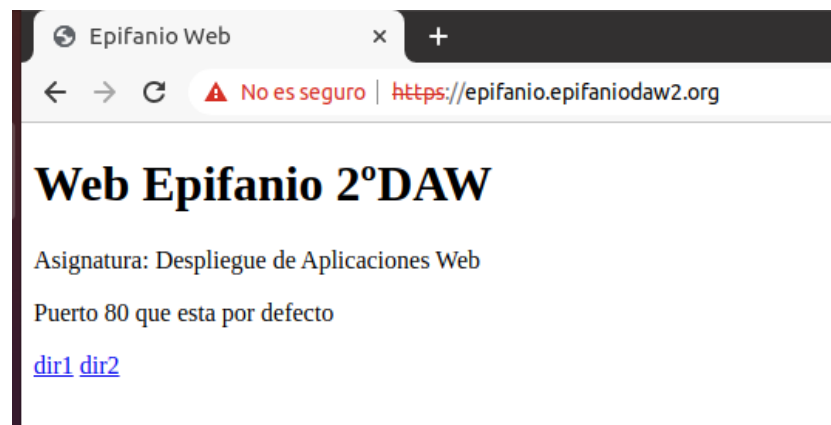 Epifanio Web
No es seguro | https://epifanio.epifaniodaw2.org
Web Epifanio 2ºDAW
Asignatura: Despliegue de Aplicaciones Web
Puerto 80 que esta por defecto
dir1 dir2